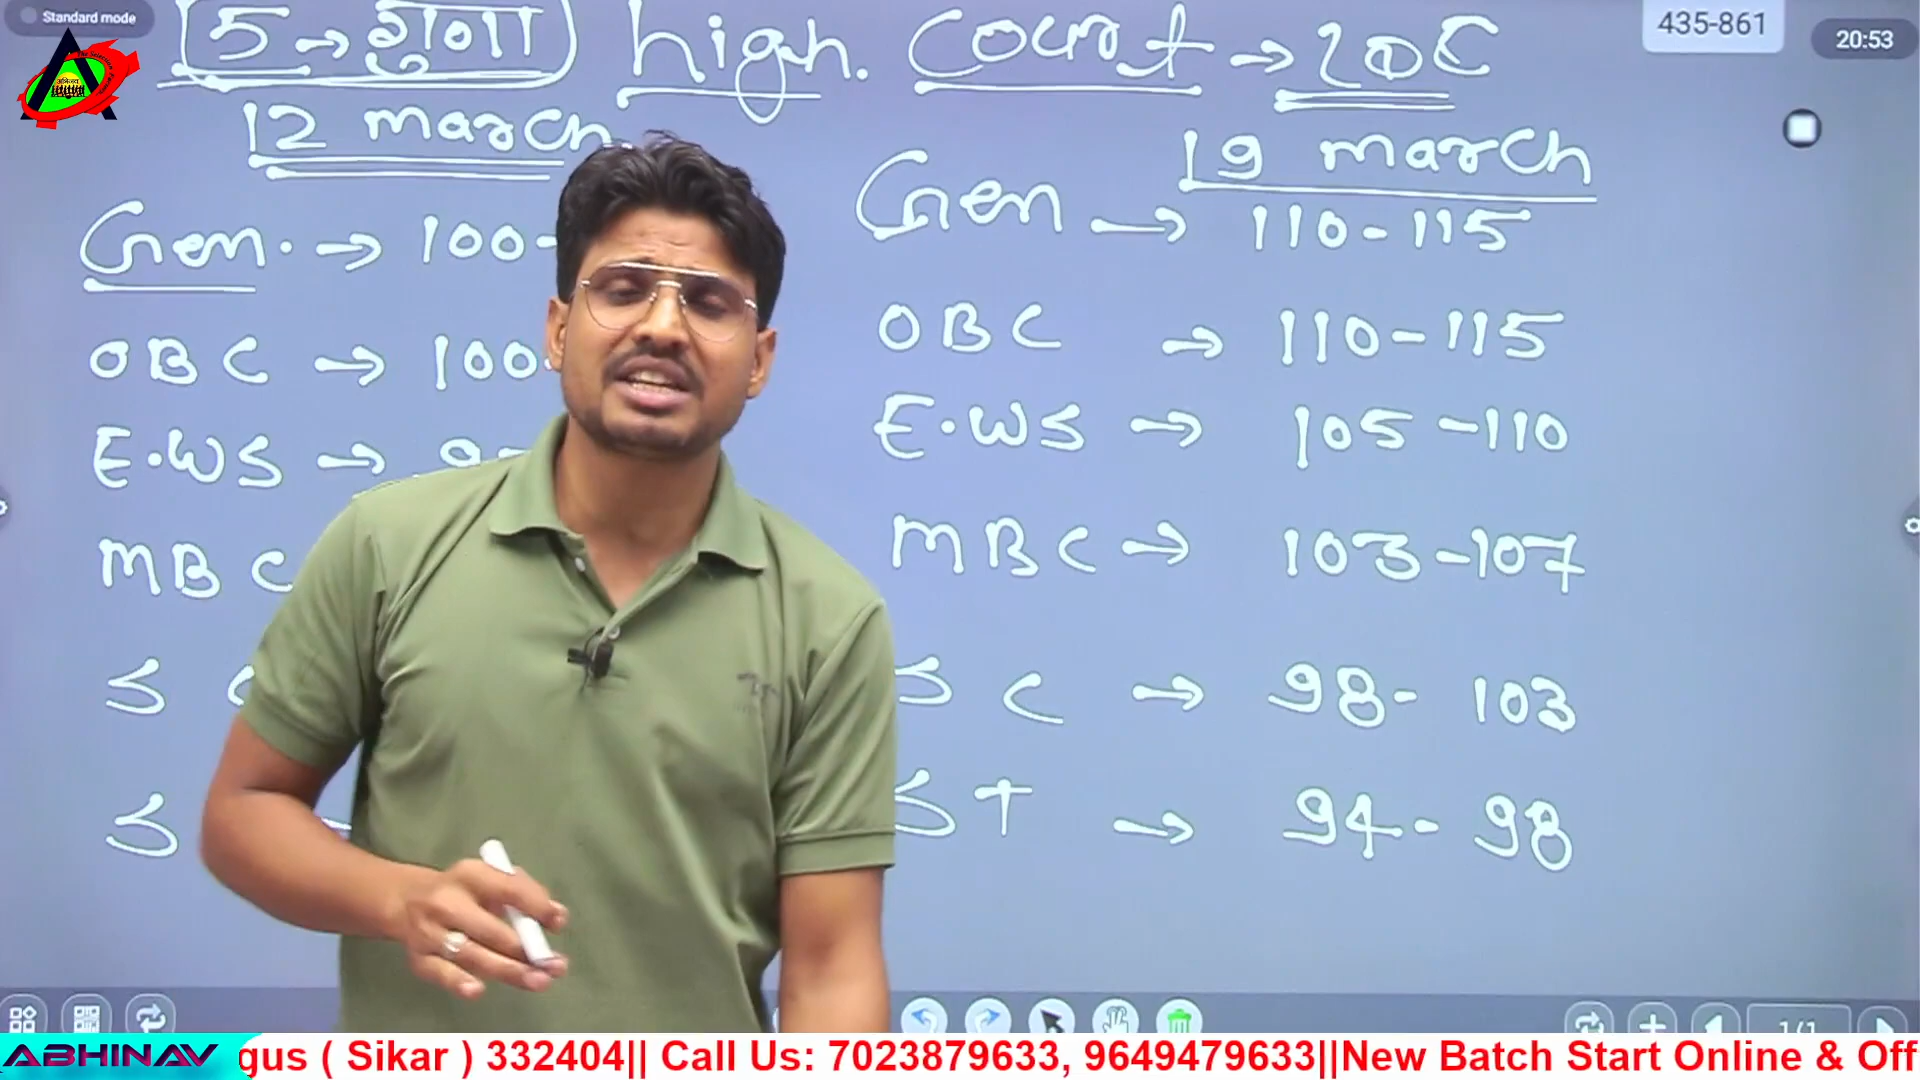 Standard mode
435-861
20:53
5 → गुणा high. Court → LDC
12 march
19 march
Gen. → 100-
Gen → 110-115
OBC → 100-
OBC → 110-115
E.WS →
E.WS → 105-110
MBC
MBC → 103-107
S
SC → 98-103
S
ST → 94-98
1/1
ABHINAV
gus ( Sikar ) 332404|| Call Us: 7023879633, 9649479633||New Batch Start Online & Off